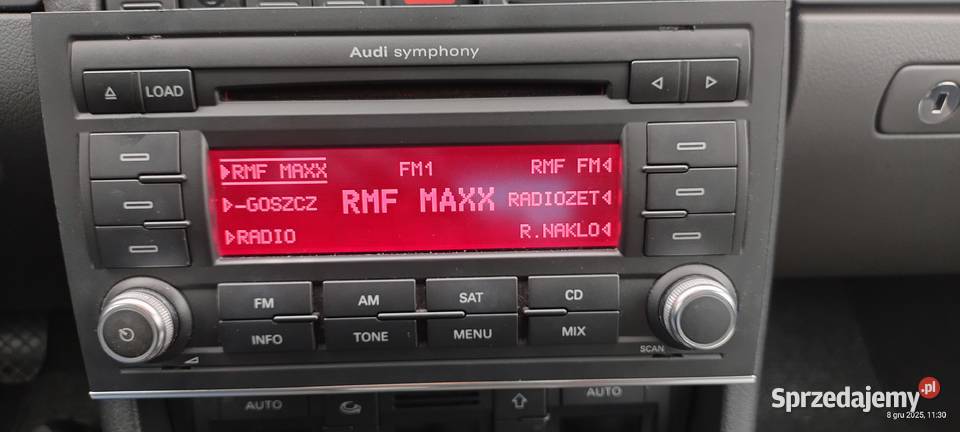 Audi symphony
LOAD
RMF MAXX FM1 RMF FM
-GOSZCZ RMF MAXX RADIOZET
RADIO R.NAKLO
FM AM SAT CD
INFO TONE MENU MIX
SCAN
AUTO AUTO
Sprzedajemy.pl
8 gru 2025, 11:30